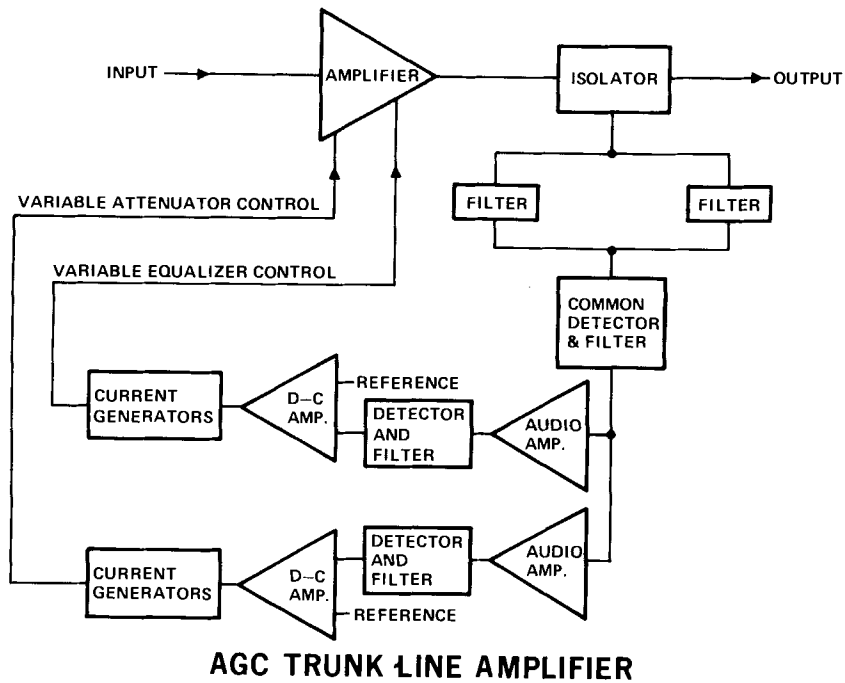 INPUT
AMPLIFIER
ISOLATOR
OUTPUT
VARIABLE ATTENUATOR CONTROL
FILTER
FILTER
VARIABLE EQUALIZER CONTROL
COMMON
DETECTOR
& FILTER
CURRENT
GENERATORS
D-C
AMP.
REFERENCE
DETECTOR
AND
FILTER
AUDIO
AMP.
CURRENT
GENERATORS
D-C
AMP.
DETECTOR
AND
FILTER
REFERENCE
AUDIO
AMP.
AGC TRUNK LINE AMPLIFIER